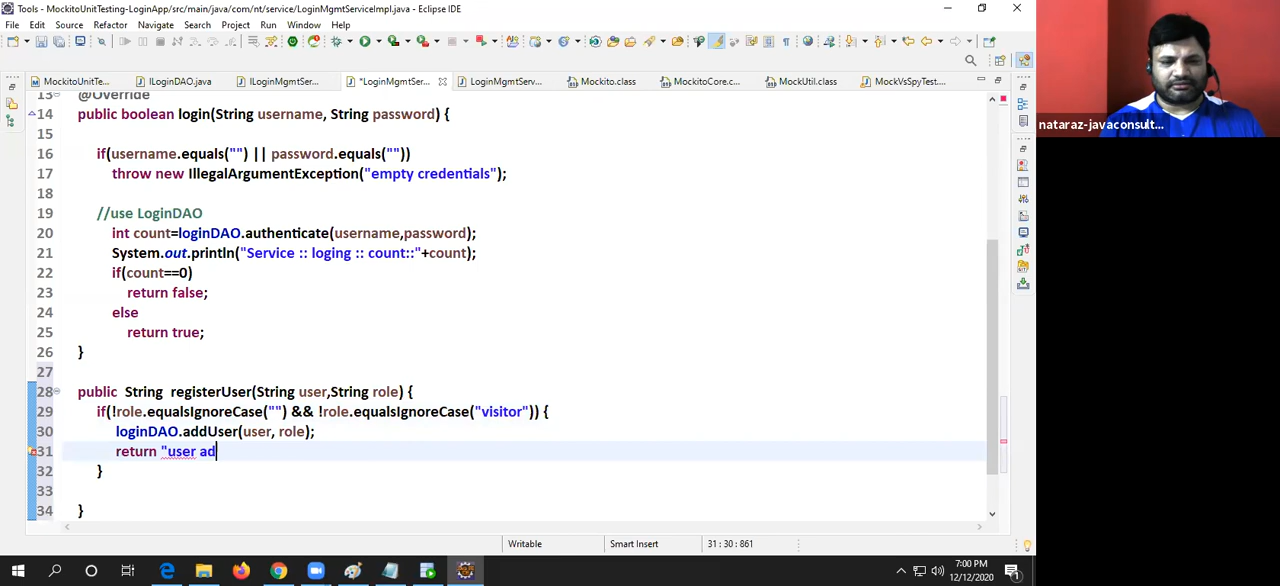 Tools - MockitoUnitTesting-LoginApp/src/main/java/com/nt/service/LoginMgmtServiceImpl.java - Eclipse IDE
File Edit Source Refactor Navigate Search Project Run Window Help
MockitoUnitTe... ILoginDAO.java ILoginMgmtSer... *LoginMgmtSer... LoginMgmtServ... Mockito.class MockitoCore.c... MockUtil.class MockVsSpyTest....
13 @Override
14 public boolean login(String username, String password) {
15
16 if(username.equals("") || password.equals(""))
17 throw new IllegalArgumentException("empty credentials");
18
19 //use LoginDAO
20 int count=loginDAO.authenticate(username,password);
21 System.out.println("Service :: loging :: count::"+count);
22 if(count==0)
23 return false;
24 else
25 return true;
26 }
27
28 public String registerUser(String user,String role) {
29 if(!role.equalsIgnoreCase("") && !role.equalsIgnoreCase("visitor")) {
30 loginDAO.addUser(user, role);
31 return "user ad
32 }
33
34 }
Writable Smart Insert 31 : 30 : 861
nataraz-javaconsult...
7:00 PM
12/12/2020